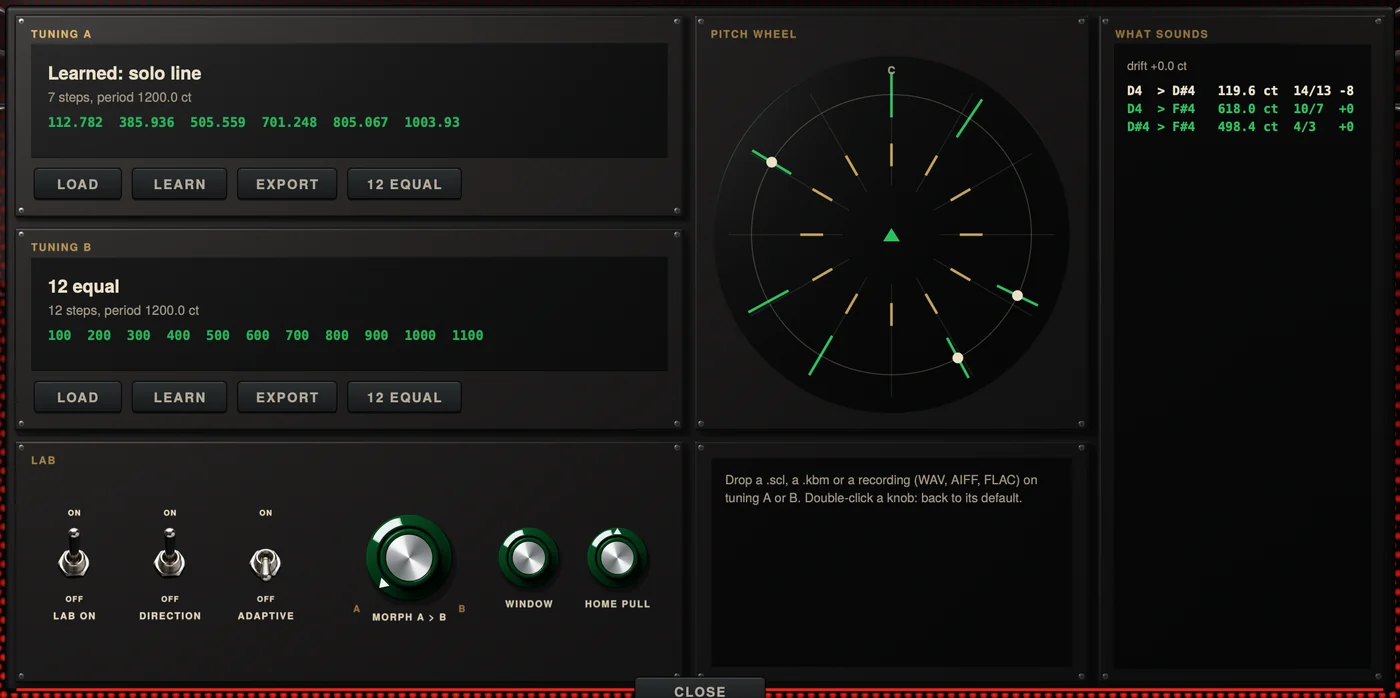 TUNING A
Learned: solo line
7 steps, period 1200.0 ct
112.782 385.936 505.559 701.248 805.067 1003.93
LOAD LEARN EXPORT 12 EQUAL
TUNING B
12 equal
12 steps, period 1200.0 ct
100 200 300 400 500 600 700 800 900 1000 1100
LOAD LEARN EXPORT 12 EQUAL
LAB
ON ON ON
OFF OFF OFF
LAB ON DIRECTION ADAPTIVE
A B
MORPH A > B
WINDOW HOME PULL
PITCH WHEEL
C
Drop a .scl, a .kbm or a recording (WAV, AIFF, FLAC) on
tuning A or B. Double-click a knob: back to its default.
WHAT SOUNDS
drift +0.0 ct
D4 > D#4 119.6 ct 14/13 -8
D4 > F#4 618.0 ct 10/7 +0
D#4 > F#4 498.4 ct 4/3 +0
CLOSE